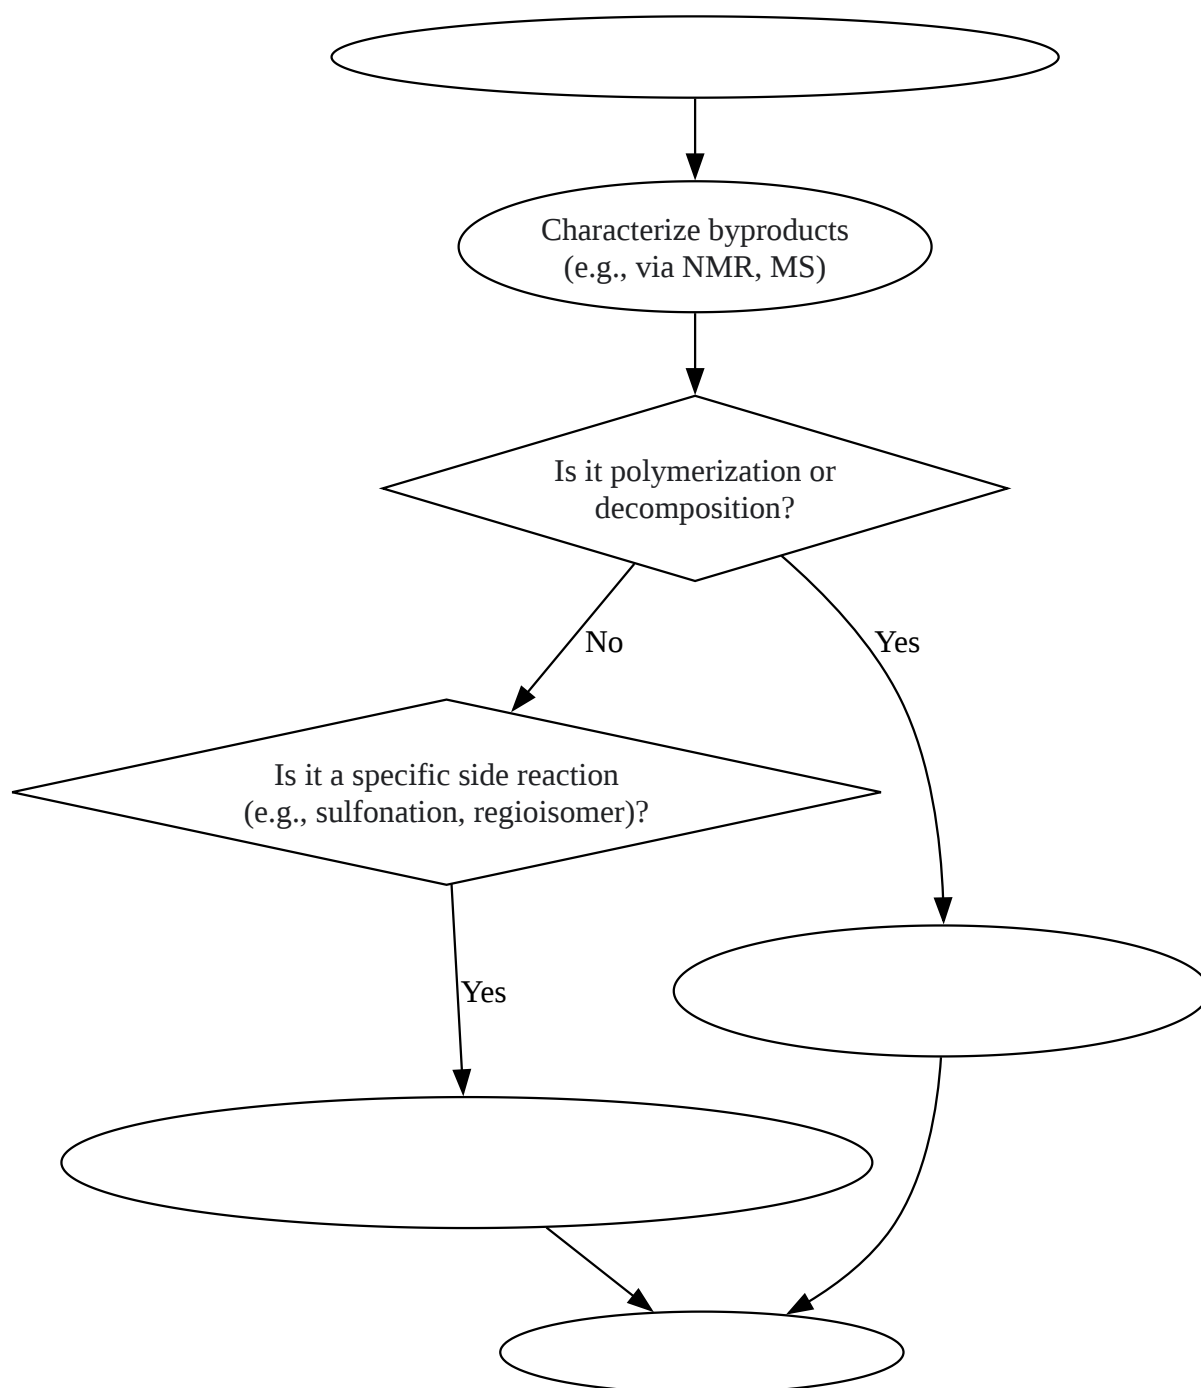 Characterize byproducts
(e.g., via NMR, MS)
Is it polymerization or
decomposition?
No
Yes
Is it a specific side reaction
(e.g., sulfonation, regioisomer)?
Yes